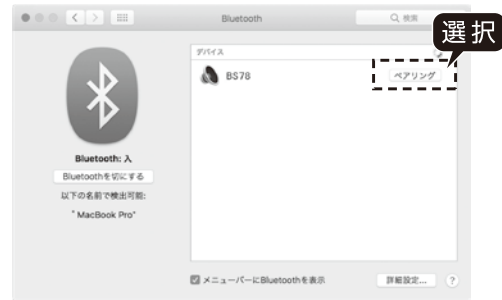 Bluetooth
検索
選択
デバイス
BS78
ペアリング
Bluetooth: 入
Bluetoothを切にする
以下の名前で検出可能:
"MacBook Pro"
メニューバーにBluetoothを表示
詳細設定...
?